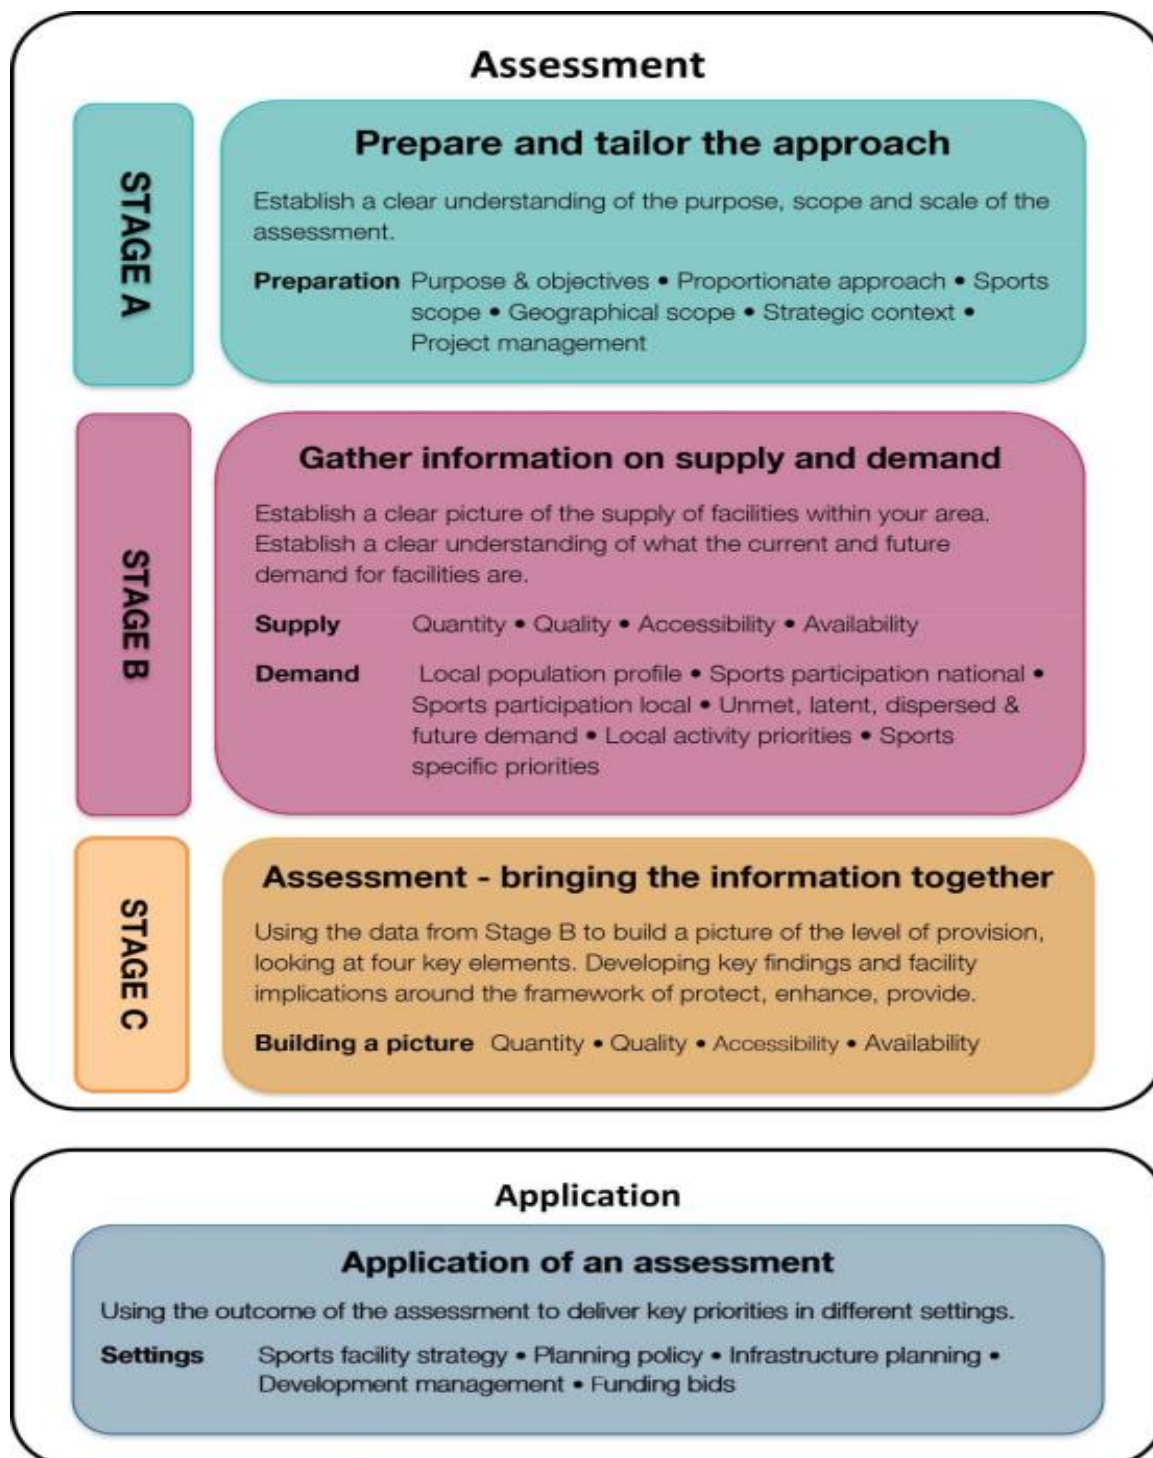 Assessment
STAGE A
Prepare and tailor the approach
Establish a clear understanding of the purpose, scope and scale of the
assessment.
Preparation Purpose & objectives • Proportionate approach • Sports
scope • Geographical scope • Strategic context •
Project management
STAGE B
Gather information on supply and demand
Establish a clear picture of the supply of facilities within your area.
Establish a clear understanding of what the current and future
demand for facilities are.
Supply Quantity • Quality • Accessibility • Availability
Demand Local population profile • Sports participation national •
Sports participation local • Unmet, latent, dispersed &
future demand • Local activity priorities • Sports
specific priorities
STAGE C
Assessment - bringing the information together
Using the data from Stage B to build a picture of the level of provision,
looking at four key elements. Developing key findings and facility
implications around the framework of protect, enhance, provide.
Building a picture Quantity • Quality • Accessibility • Availability
Application
Application of an assessment
Using the outcome of the assessment to deliver key priorities in different settings.
Settings Sports facility strategy • Planning policy • Infrastructure planning •
Development management • Funding bids